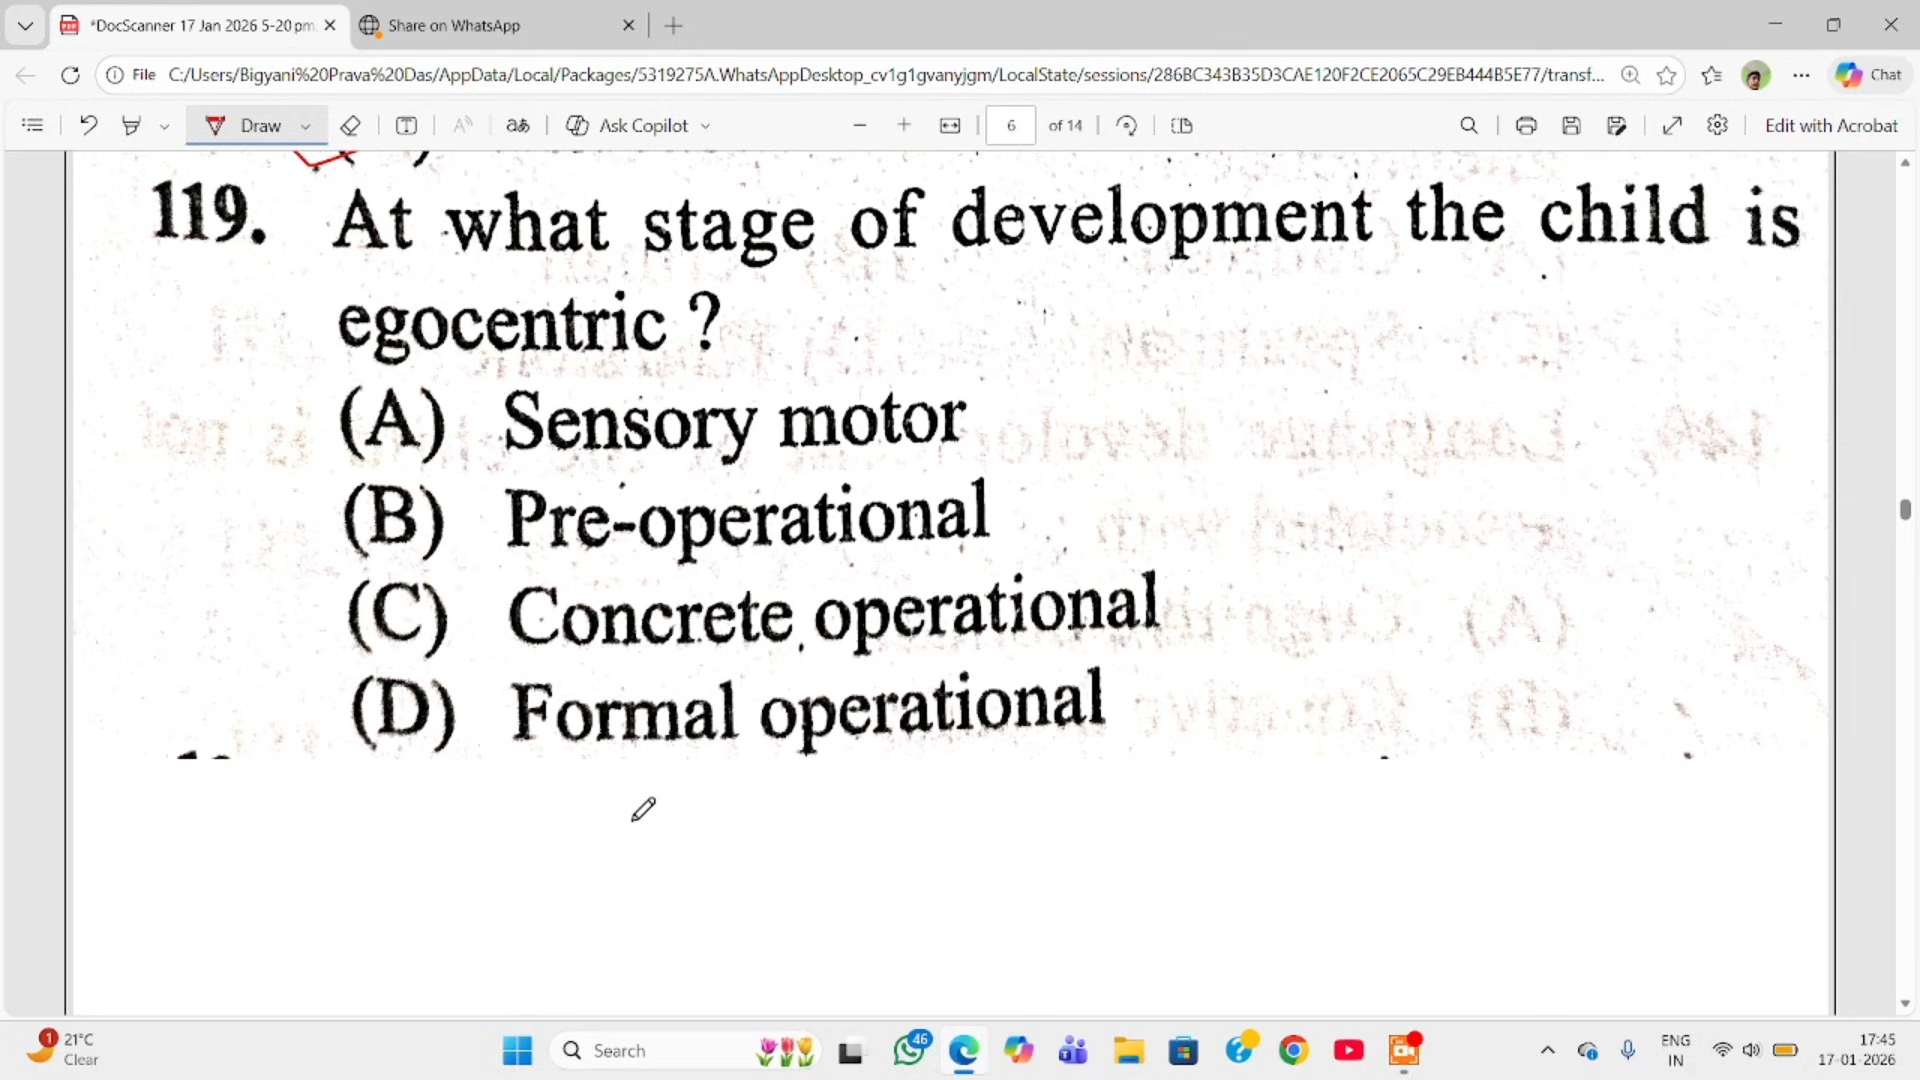 *DocScanner 17 Jan 2026 5-20 pm
Share on WhatsApp
File C:/Users/Bigyani%20Prava%20Das/AppData/Local/Packages/5319275A.WhatsAppDesktop_cv1g1gvanyjgm/LocalState/sessions/286BC343B35D3CAE120F2CE2065C29EB444B5E77/transf...
Chat
Draw
Ask Copilot
6 of 14
Edit with Acrobat
119. At what stage of development the child is
egocentric ?
(A) Sensory motor
(B) Pre-operational
(C) Concrete operational
(D) Formal operational
1
21°C
Clear
Search
46
ENG
IN
17:45
17-01-2026